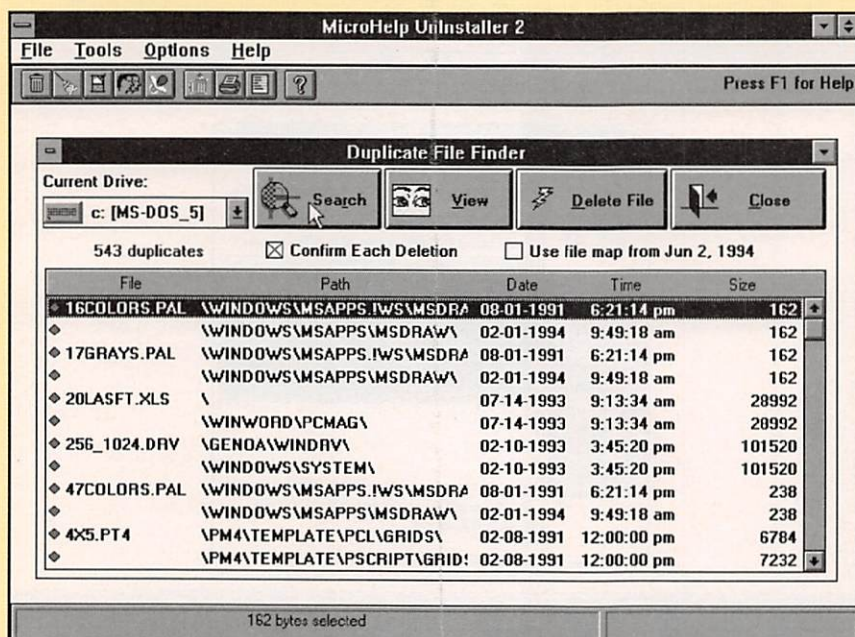 MicroHelp UnInstaller 2
File Tools Options Help
Press F1 for Help
Duplicate File Finder
Current Drive:
c: [MS-DOS_5]
Search View Delete File Close
543 duplicates Confirm Each Deletion Use file map from Jun 2, 1994
File Path Date Time Size
16COLORS.PAL \WINDOWS\MSAPPS.!WS\MSDRA 08-01-1991 6:21:14 pm 162
\WINDOWS\MSAPPS\MSDRAW\ 02-01-1994 9:49:18 am 162
17GRAYS.PAL \WINDOWS\MSAPPS.!WS\MSDRA 08-01-1991 6:21:14 pm 162
\WINDOWS\MSAPPS\MSDRAW\ 02-01-1994 9:49:18 am 162
20LASFT.XLS \ 07-14-1993 9:13:34 am 28992
\WINWORD\PCMAG\ 07-14-1993 9:13:34 am 28992
256_1024.DRV \GENOA\WINDRV\ 02-10-1993 3:45:20 pm 101520
\WINDOWS\SYSTEM\ 02-10-1993 3:45:20 pm 101520
47COLORS.PAL \WINDOWS\MSAPPS.!WS\MSDRA 08-01-1991 6:21:14 pm 238
\WINDOWS\MSAPPS\MSDRAW\ 02-01-1994 9:49:18 am 238
4X5.PT4 \PM4\TEMPLATE\PCL\GRIDS\ 02-08-1991 12:00:00 pm 6784
\PM4\TEMPLATE\PSCRIPT\GRIDS 02-08-1991 12:00:00 pm 7232
162 bytes selected